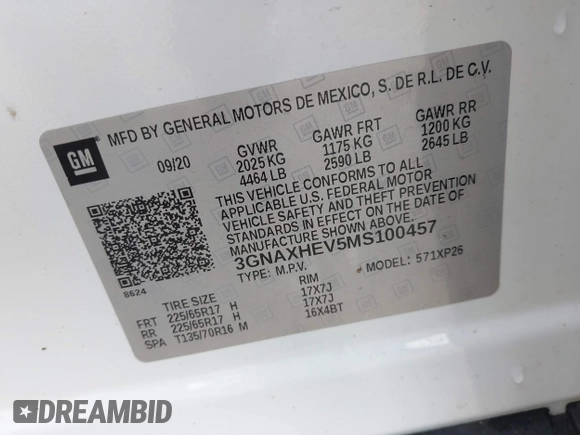 MFD BY GENERAL MOTORS DE MEXICO, S. DE R.L. DE C.V.
GM
09/20 GVWR GAWR FRT GAWR RR
2025 KG 1175 KG 1200 KG
4464 LB 2590 LB 2645 LB
THIS VEHICLE CONFORMS TO ALL
APPLICABLE U.S. FEDERAL MOTOR
VEHICLE SAFETY AND THEFT PREVENTION
STANDARDS IN EFFECT ON THE DATE OF
MANUFACTURE SHOWN ABOVE.
3GNAXHEV5MS100457
8624
TYPE: M.P.V. MODEL: 571XP26
TIRE SIZE RIM
FRT 225/65R17 H 17X7J
RR 225/65R17 H 17X7J
SPA T135/70R16 M 16X4BT
DREAMBID